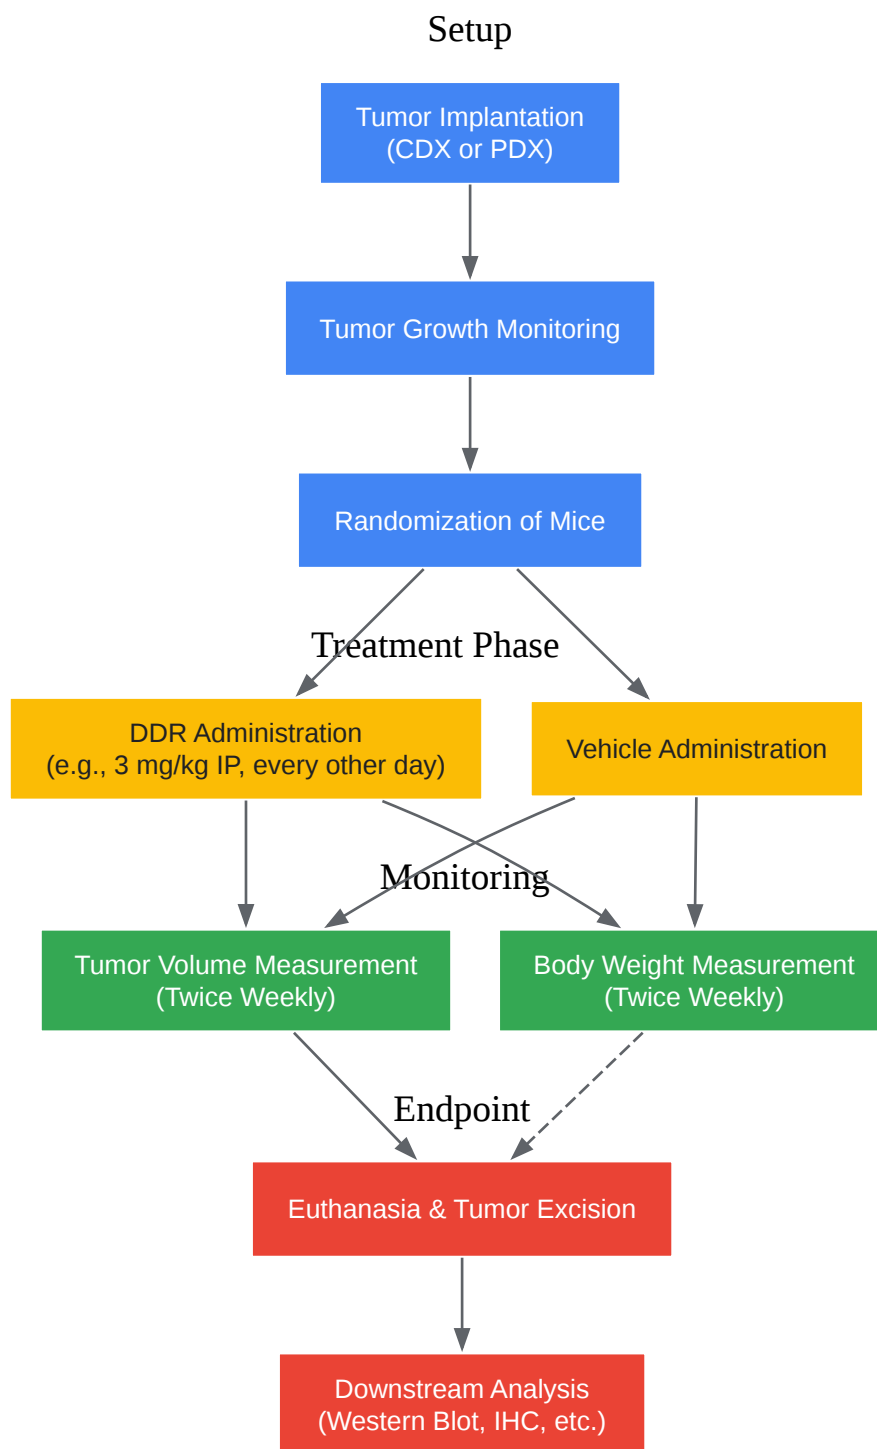 Setup
Tumor Implantation
(CDX or PDX)
Tumor Growth Monitoring
Randomization of Mice
Treatment Phase
DDR Administration
(e.g., 3 mg/kg IP, every other day)
Vehicle Administration
Monitoring
Tumor Volume Measurement
(Twice Weekly)
Body Weight Measurement
(Twice Weekly)
Endpoint
Euthanasia & Tumor Excision
Downstream Analysis
(Western Blot, IHC, etc.)